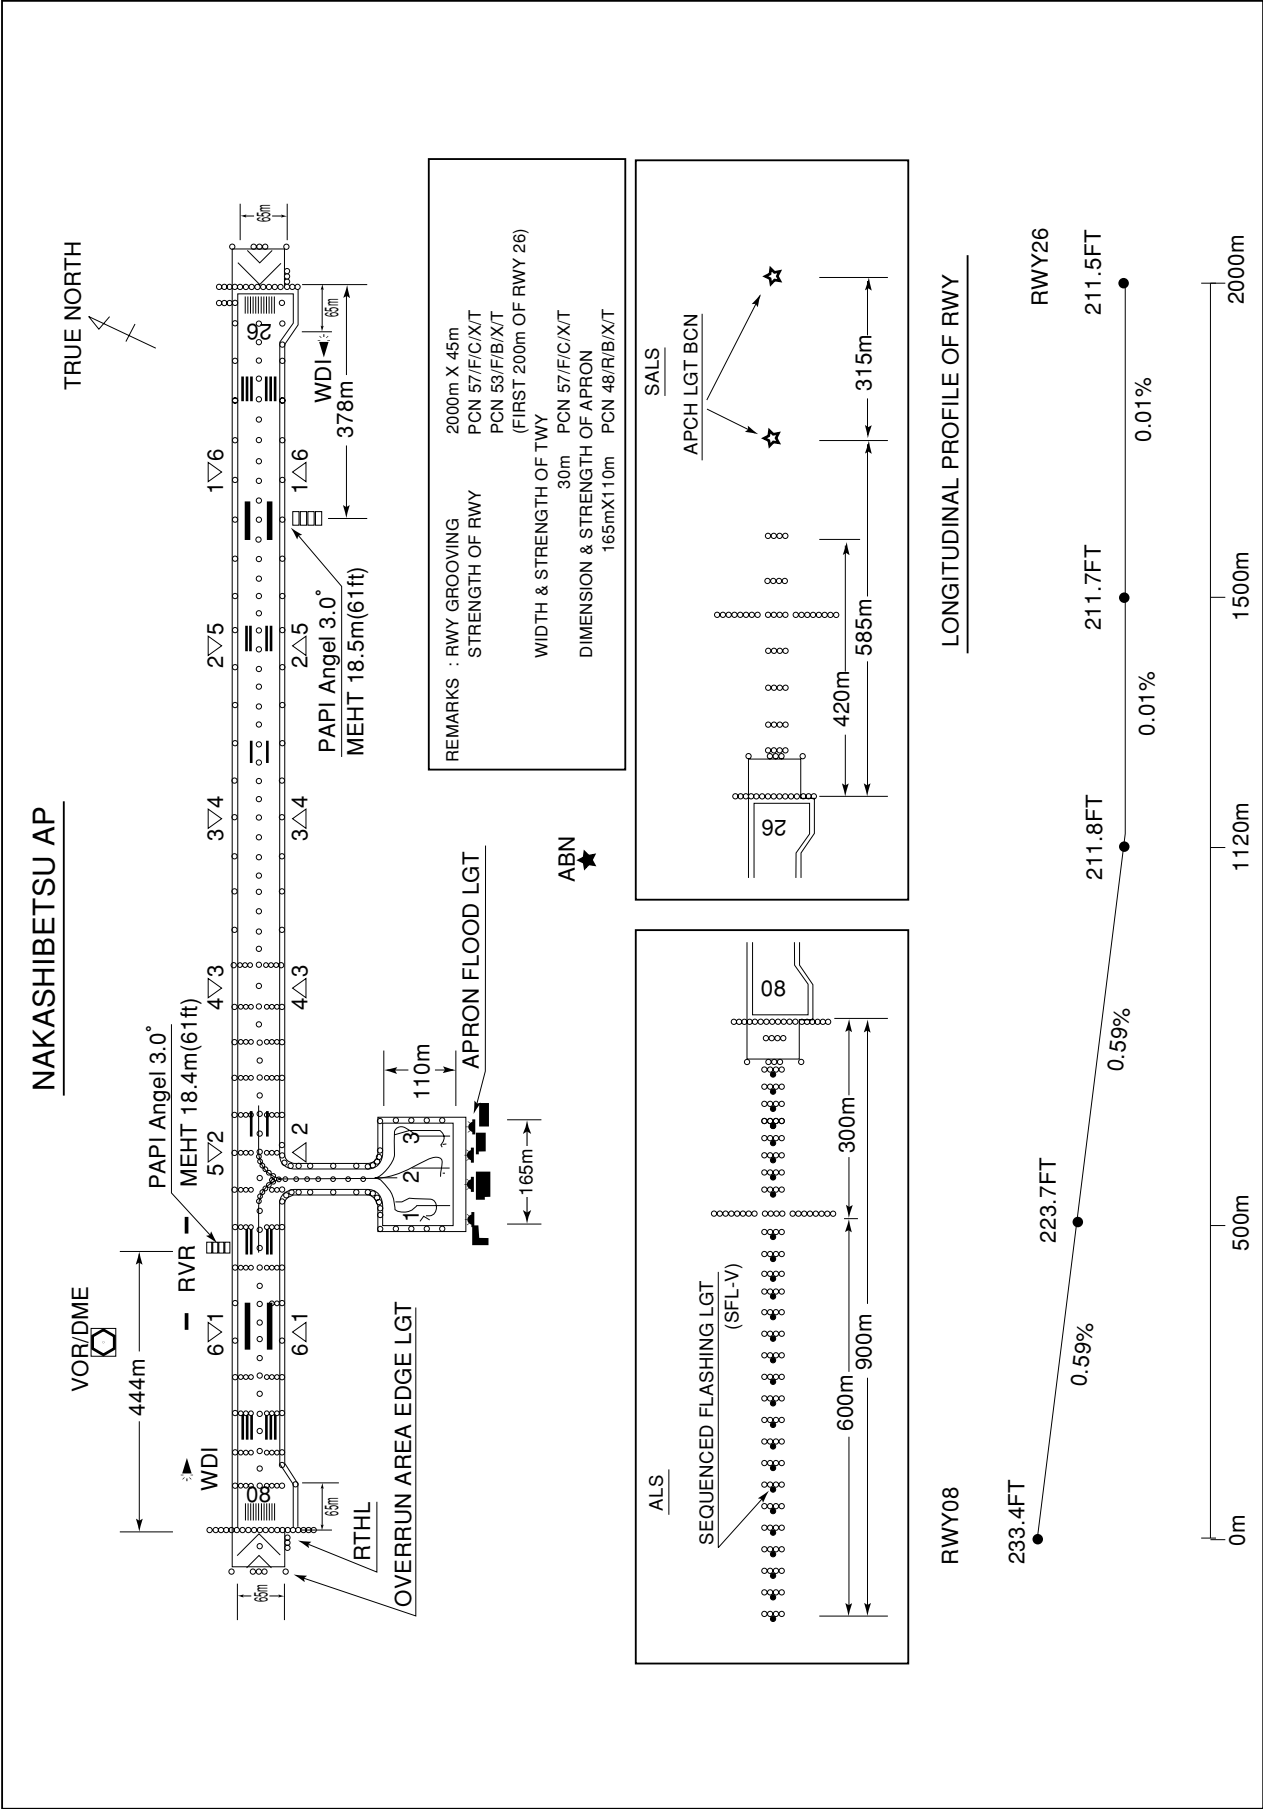 NAKASHIBETSU AP
TRUE NORTH
VOR/DME
444m
RVR
PAPI Angel 3.0°
MEHT 18.4m(61ft)
WDI
6 1
5 2
4 3
3 4
2 5
1 6
65m
08
26
65m
6 1
2
4 3
3 4
2 5
1 6
65m
65m
WDI
378m
PAPI Angel 3.0°
MEHT 18.5m(61ft)
RTHL
OVERRUN AREA EDGE LGT
1 2 3
110m
165m
APRON FLOOD LGT
ABN
REMARKS : RWY GROOVING 2000m X 45m
STRENGTH OF RWY PCN 57/F/C/X/T
PCN 53/F/B/X/T
(FIRST 200m OF RWY 26)
WIDTH & STRENGTH OF TWY
30m PCN 57/F/C/X/T
DIMENSION & STRENGTH OF APRON
165mX110m PCN 48/R/B/X/T
ALS
SEQUENCED FLASHING LGT
(SFL-V)
08
600m
300m
900m
SALS
APCH LGT BCN
26
420m
585m
315m
LONGITUDINAL PROFILE OF RWY
RWY08
RWY26
233.4FT
223.7FT
211.8FT
211.7FT
211.5FT
0.59%
0.59%
0.01%
0.01%
0m
500m
1120m
1500m
2000m